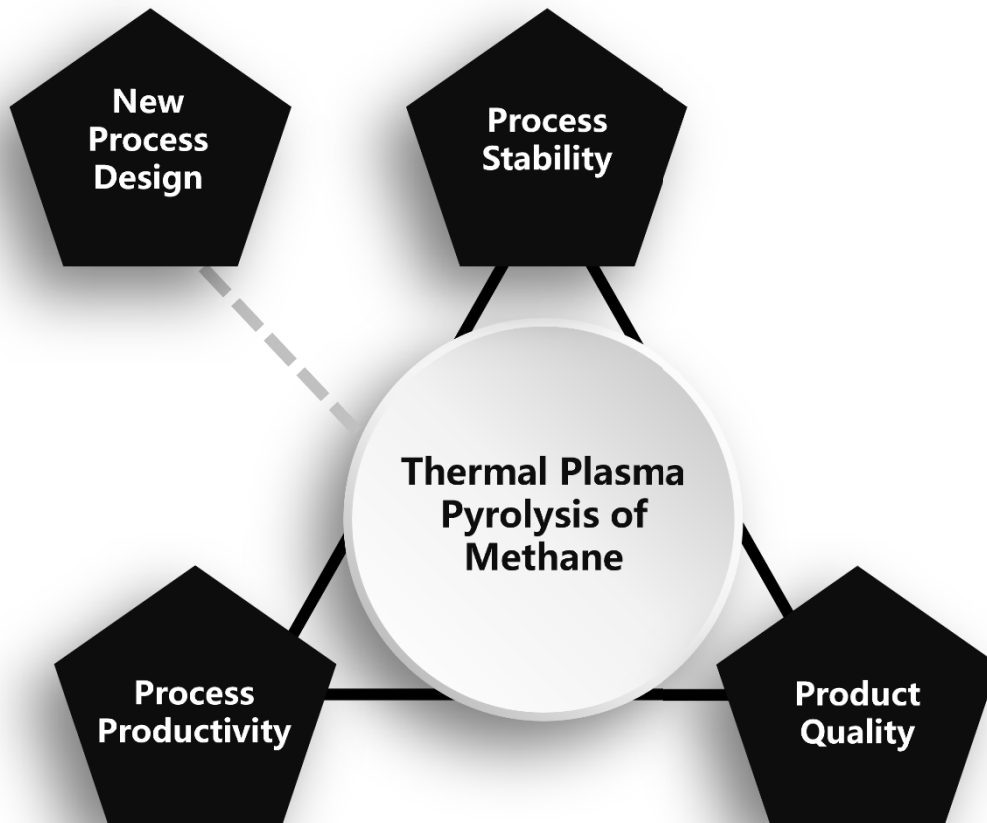 New
Process
Design
Process
Stability
Thermal Plasma
Pyrolysis of
Methane
Process
Productivity
Product
Quality